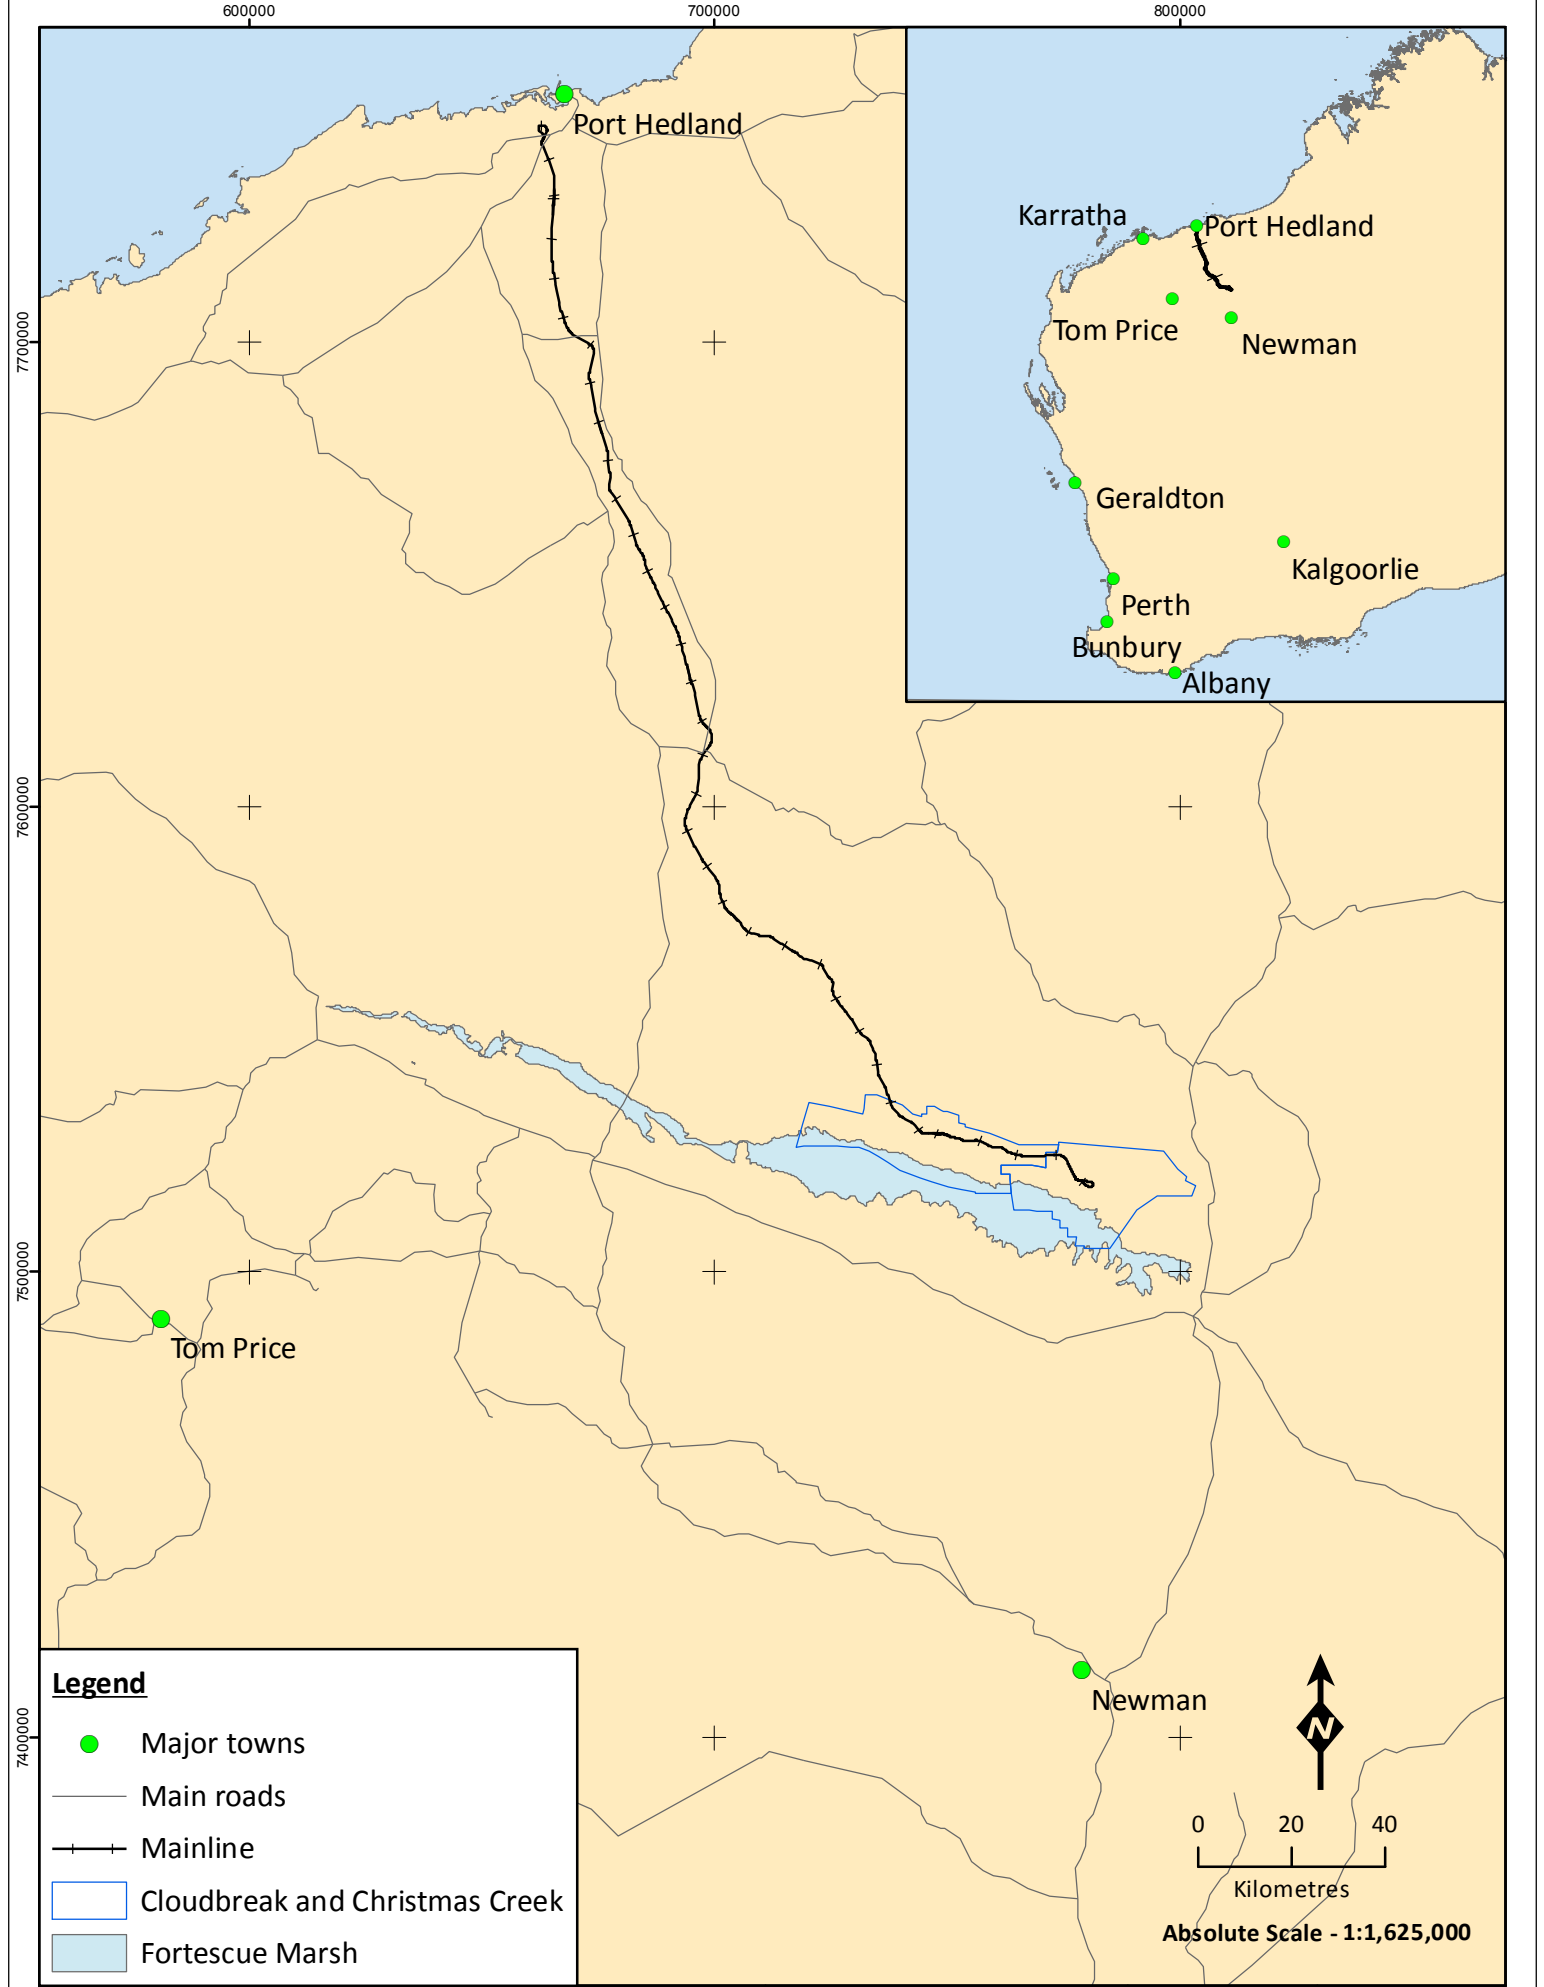 600000
700000
800000
7700000
7600000
7500000
7400000
Port Hedland
Karratha
Port Hedland
Tom Price
Newman
Geraldton
Kalgoorlie
Perth
Bunbury
Albany
Tom Price
Newman
Legend
Major towns
Main roads
Mainline
Cloudbreak and Christmas Creek
Fortescue Marsh
N
0 20 40
Kilometres
Absolute Scale - 1:1,625,000